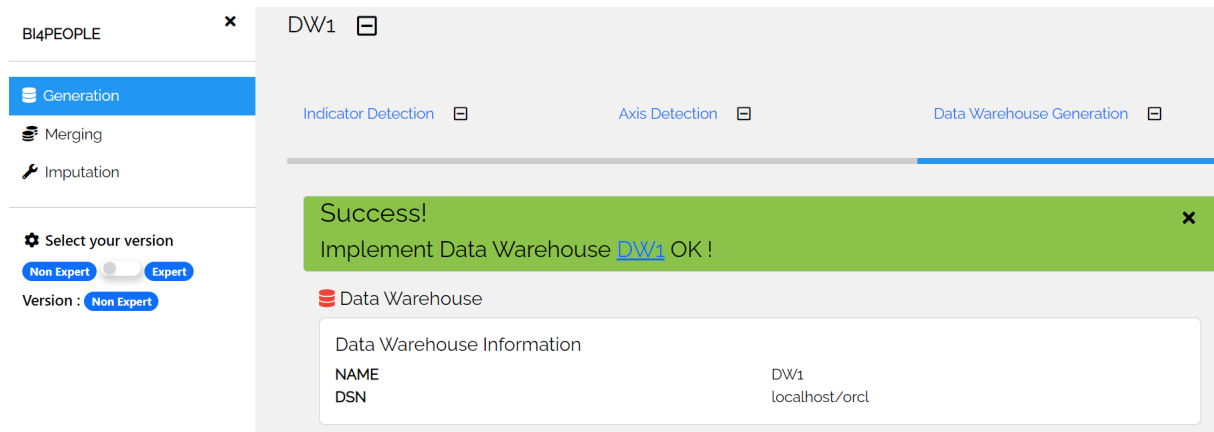 BI4PEOPLE
Generation
Merging
Imputation
Select your version
Non Expert Expert
Version : Non Expert
DW1
Indicator Detection Axis Detection Data Warehouse Generation
Success!
Implement Data Warehouse DW1 OK !
Data Warehouse
Data Warehouse Information
NAME DW1
DSN localhost/orcl